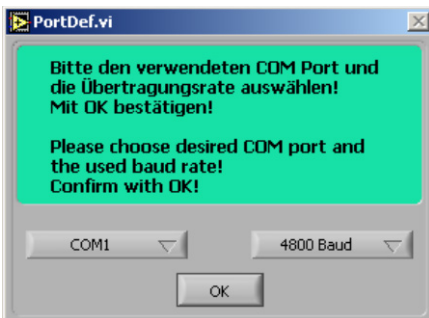 PortDef.vi
Bitte den verwendeten COM Port und
die Übertragungsrate auswählen!
Mit OK bestätigen!
Please choose desired COM port and
the used baud rate!
Confirm with OK!
COM1
4800 Baud
OK